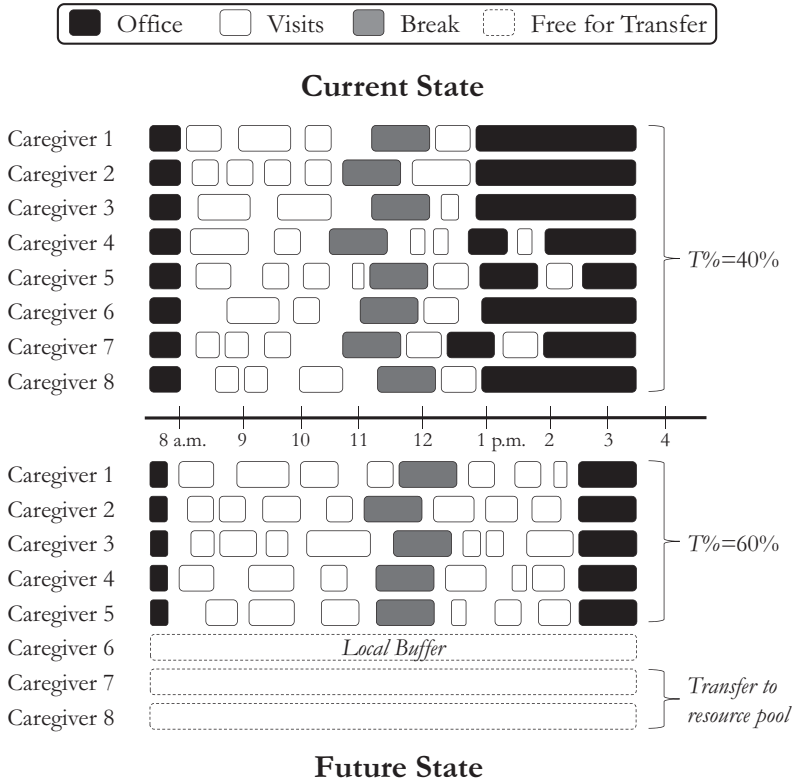 Office Visits Break Free for Transfer
Current State
Caregiver 1
Caregiver 2
Caregiver 3
Caregiver 4
Caregiver 5
Caregiver 6
Caregiver 7
Caregiver 8
T%=40%
8 a.m. 9 10 11 12 1 p.m. 2 3 4
Caregiver 1
Caregiver 2
Caregiver 3
Caregiver 4
Caregiver 5
T%=60%
Caregiver 6 Local Buffer
Caregiver 7
Caregiver 8
Transfer to
resource pool
Future State